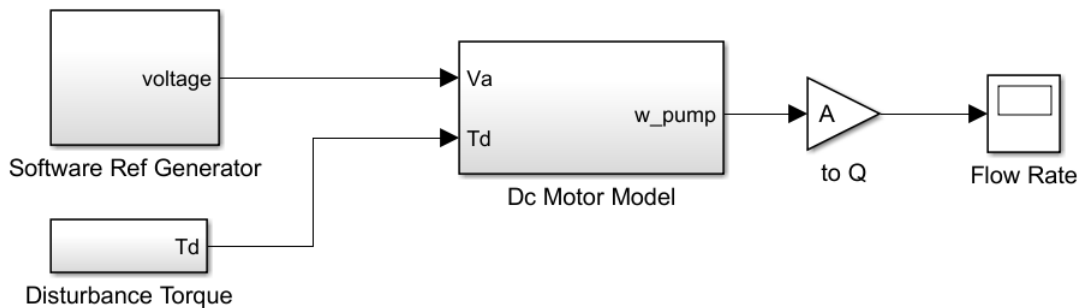 voltage
Software Ref Generator
Td
Disturbance Torque
Va
Td
w_pump
Dc Motor Model
A
to Q
Flow Rate